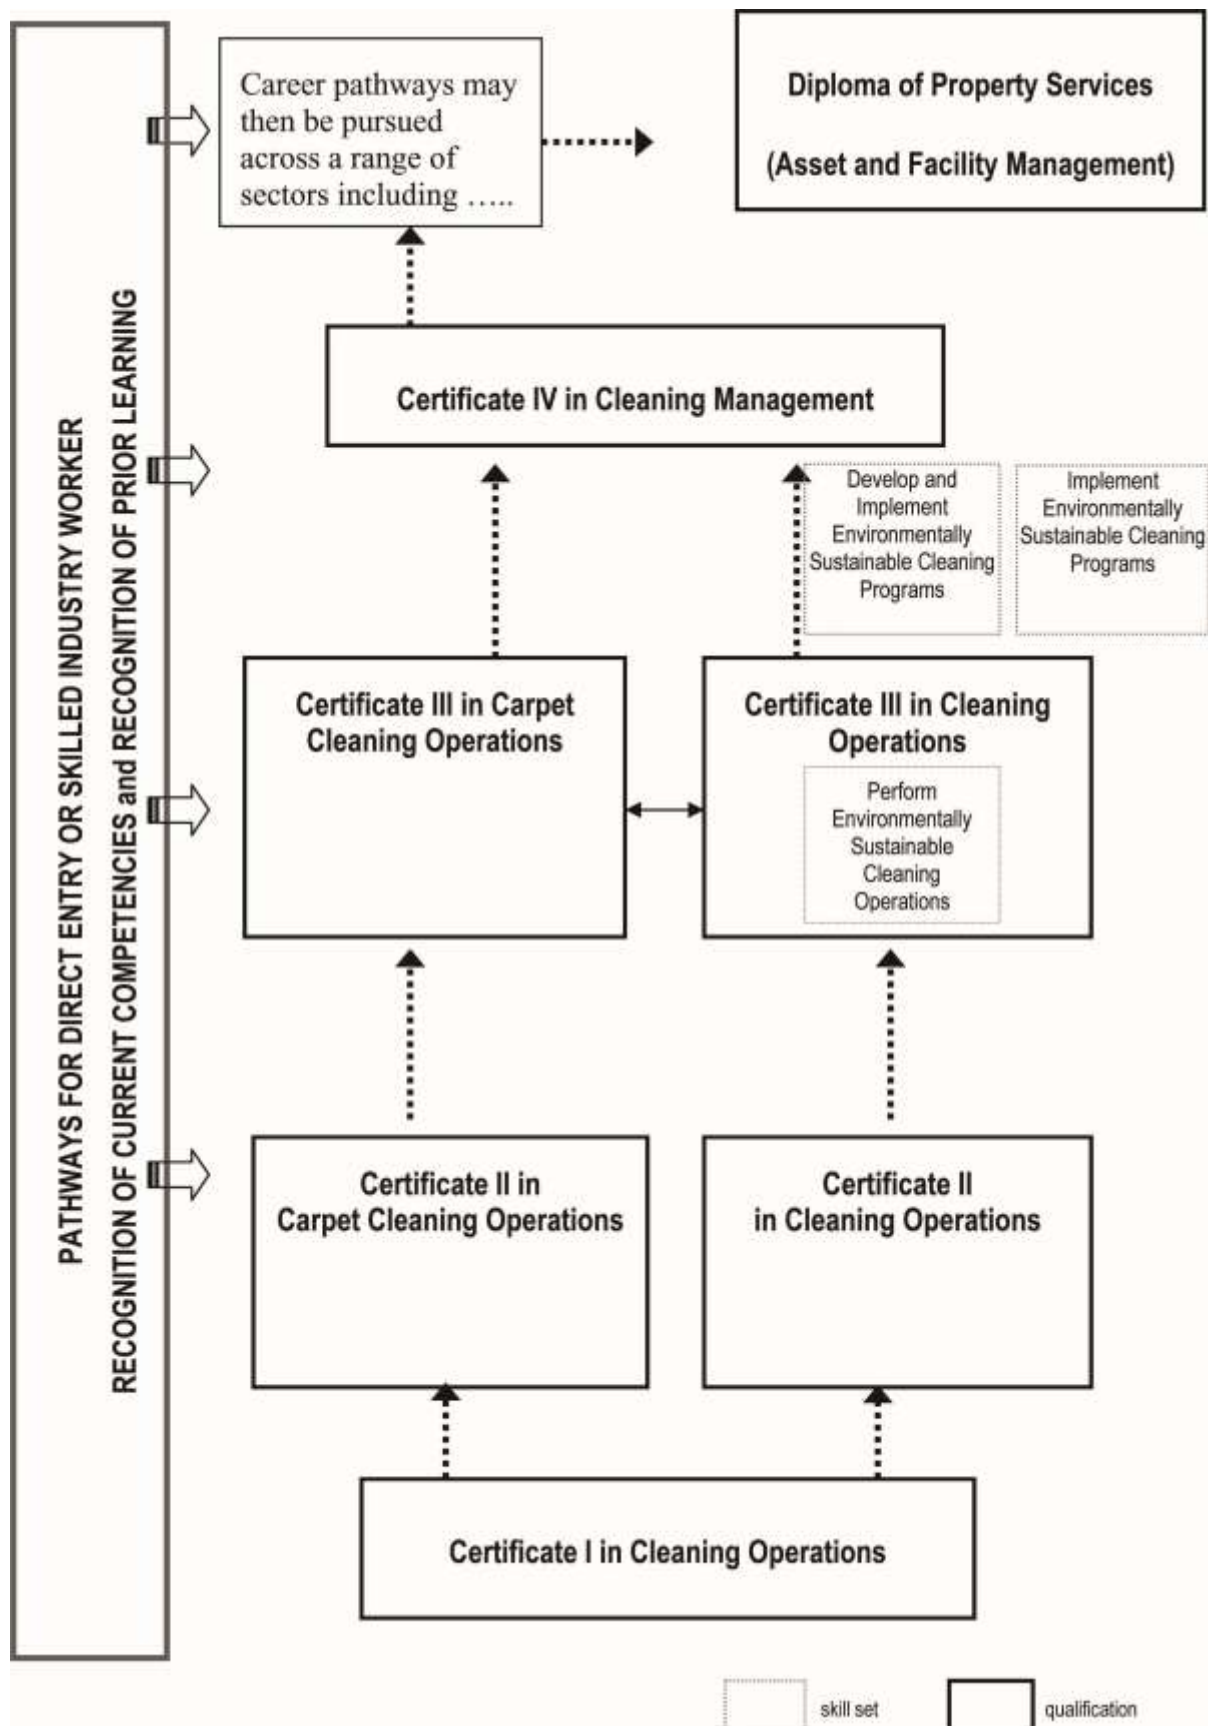 PATHWAYS FOR DIRECT ENTRY OR SKILLED INDUSTRY WORKER
RECOGNITION OF CURRENT COMPETENCIES and RECOGNITION OF PRIOR LEARNING
Career pathways may
then be pursued
across a range of
sectors including …..
Diploma of Property Services
(Asset and Facility Management)
Certificate IV in Cleaning Management
Develop and
Implement
Environmentally
Sustainable Cleaning
Programs
Implement
Environmentally
Sustainable Cleaning
Programs
Certificate III in Carpet
Cleaning Operations
Certificate III in Cleaning
Operations
Perform
Environmentally
Sustainable
Cleaning
Operations
Certificate II in
Carpet Cleaning Operations
Certificate II
in Cleaning Operations
Certificate I in Cleaning Operations
skill set
qualification